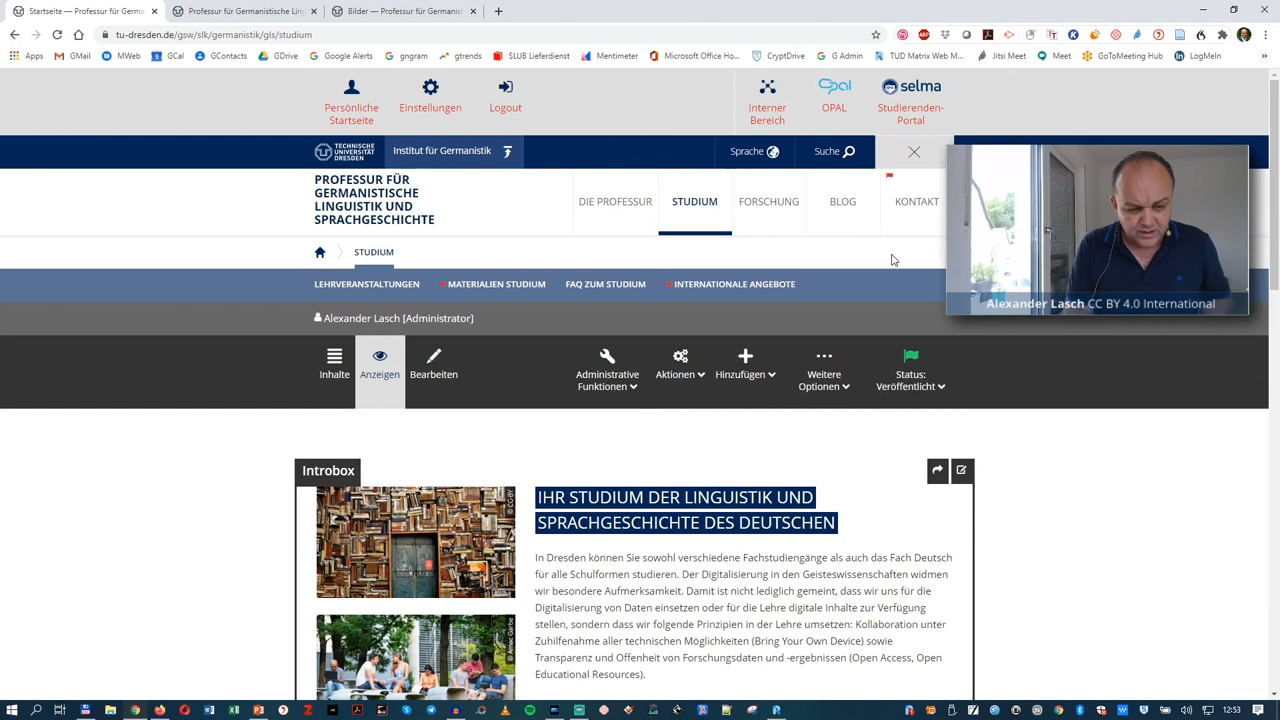 Startseite — Professur für Germ
Professur für Germanistische Lin
Bilder — Professur für Germanist
tu-dresden.de/gsw/slk/germanistik/gls/studium
Apps GMail MWeb GCal GContacts GDrive Google Alerts gngram gtrends SLUB Lieferdienst Mentimeter Microsoft Office Ho... CryptDrive G Admin TUD Matrix Web M... Jitsi Meet Meet GoToMeeting Hub LogMeIn
Persönliche Startseite
Einstellungen
Logout
Interner Bereich
opal
OPAL
selma
Studierenden-Portal
TECHNISCHE UNIVERSITÄT DRESDEN
Institut für Germanistik
Sprache
Suche
PROFESSUR FÜR
GERMANISTISCHE
LINGUISTIK UND
SPRACHGESCHICHTE
DIE PROFESSUR STUDIUM FORSCHUNG BLOG KONTAKT
STUDIUM
LEHRVERANSTALTUNGEN MATERIALIEN STUDIUM FAQ ZUM STUDIUM INTERNATIONALE ANGEBOTE
Alexander Lasch CC BY 4.0 International
Alexander Lasch [Administrator]
Inhalte
Anzeigen
Bearbeiten
Administrative Funktionen
Aktionen
Hinzufügen
Weitere Optionen
Status: Veröffentlicht
Introbox
© CC-BY
© Amac Garbe
IHR STUDIUM DER LINGUISTIK UND
SPRACHGESCHICHTE DES DEUTSCHEN
In Dresden können Sie sowohl verschiedene Fachstudiengänge als auch das Fach Deutsch
für alle Schulformen studieren. Der Digitalisierung in den Geisteswissenschaften widmen
wir besondere Aufmerksamkeit. Damit ist nicht lediglich gemeint, dass wir uns für die
Digitalisierung von Daten einsetzen oder für die Lehre digitale Inhalte zur Verfügung
stellen, sondern dass wir folgende Prinzipien in der Lehre umsetzen: Kollaboration unter
Zuhilfenahme aller technischen Möglichkeiten (Bring Your Own Device) sowie
Transparenz und Offenheit von Forschungsdaten und -ergebnissen (Open Access, Open
Educational Resources).
12:53